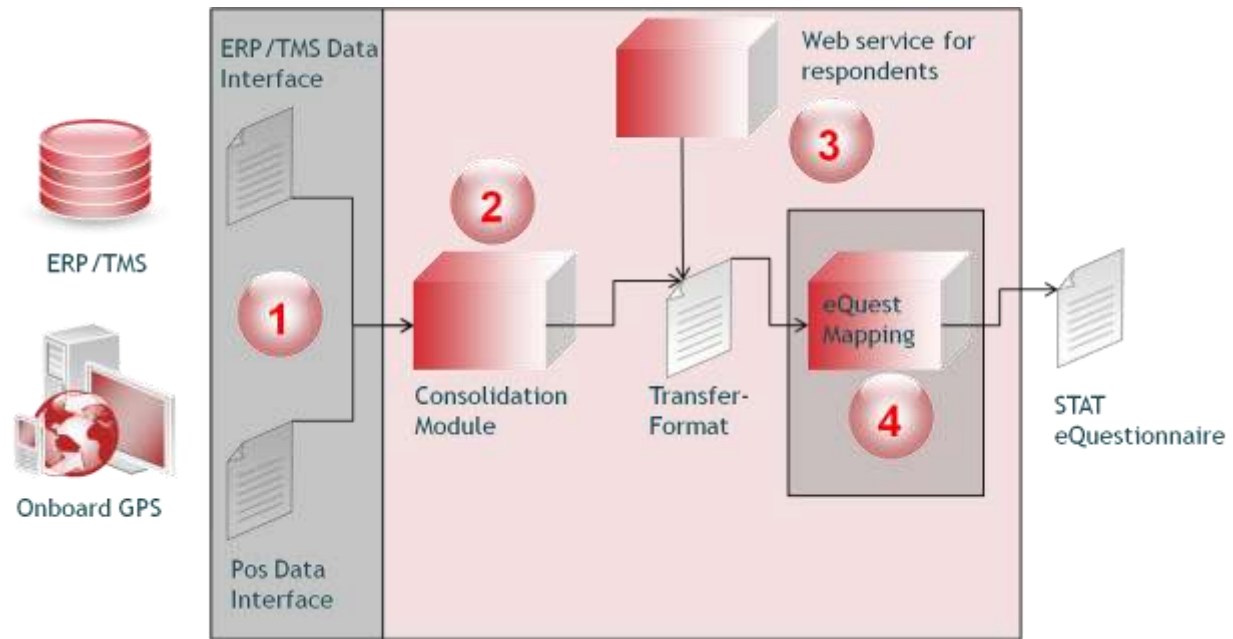 ERP/TMS Data
Interface
Web service for
respondents
3
2
ERP/TMS
1
eQuest
Mapping
Consolidation
Module
Transfer-
Format
4
STAT
eQuestionnaire
Onboard GPS
Pos Data
Interface